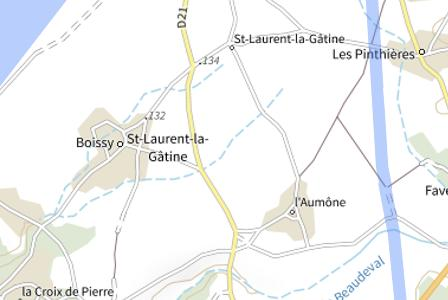 D21
St-Laurent-la-Gâtine
Les Pinthières
134
132
Boissy
St-Laurent-la-
Gâtine
Fave
l'Aumône
Beaudeval
la Croix de Pierre